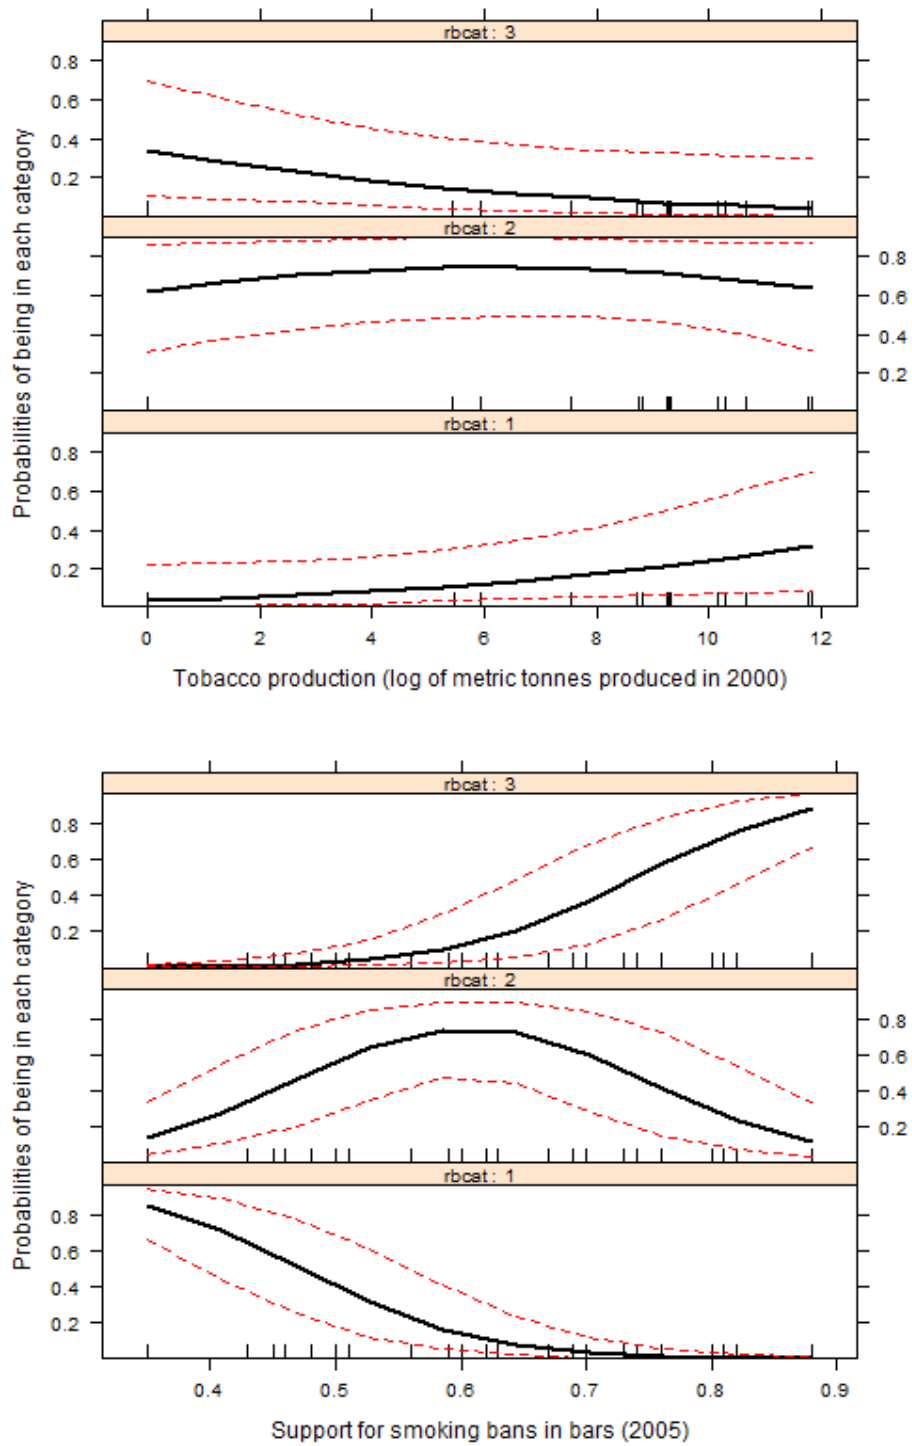 rbcat : 3
0.8
0.6
0.4
0.2
rbcat : 2
0.8
0.6
0.4
0.2
rbcat : 1
0.8
0.6
0.4
0.2
Probabilities of being in each category
0 2 4 6 8 10 12
Tobacco production (log of metric tonnes produced in 2000)
rbcat : 3
0.8
0.6
0.4
0.2
rbcat : 2
0.8
0.6
0.4
0.2
rbcat : 1
0.8
0.6
0.4
0.2
Probabilities of being in each category
0.4 0.5 0.6 0.7 0.8 0.9
Support for smoking bans in bars (2005)